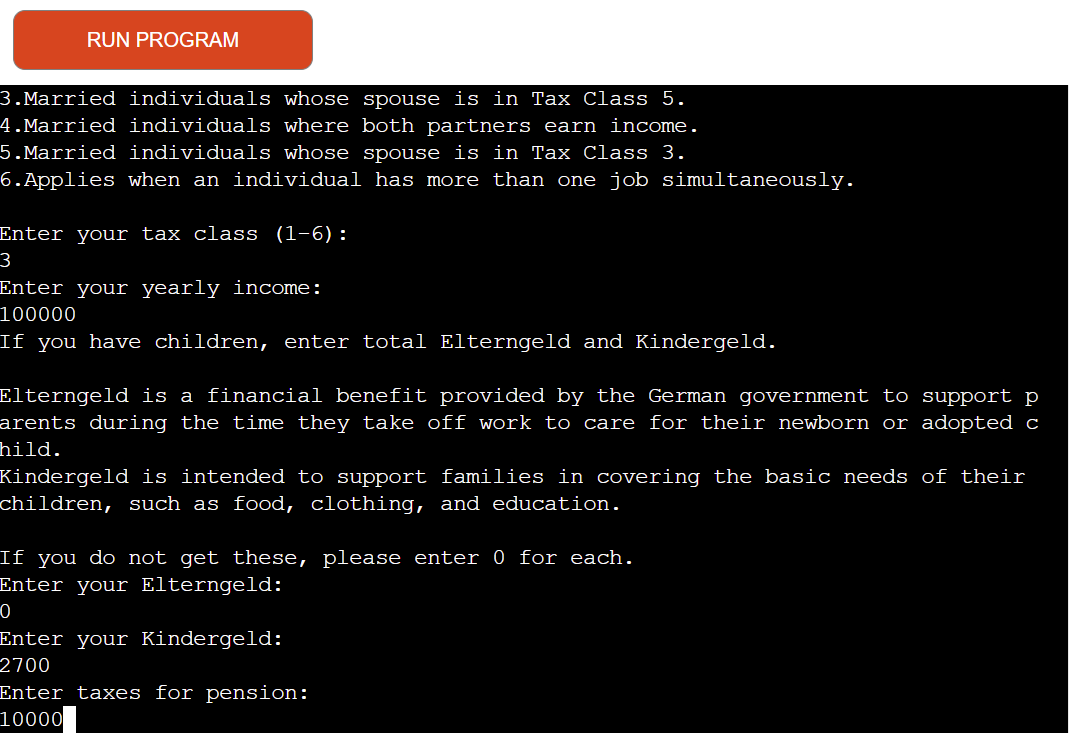 RUN PROGRAM
3.Married individuals whose spouse is in Tax Class 5.
4.Married individuals where both partners earn income.
5.Married individuals whose spouse is in Tax Class 3.
6.Applies when an individual has more than one job simultaneously.
Enter your tax class (1-6):
3
Enter your yearly income:
100000
If you have children, enter total Elterngeld and Kindergeld.
Elterngeld is a financial benefit provided by the German government to support p
arents during the time they take off work to care for their newborn or adopted c
hild.
Kindergeld is intended to support families in covering the basic needs of their
children, such as food, clothing, and education.
If you do not get these, please enter 0 for each.
Enter your Elterngeld:
0
Enter your Kindergeld:
2700
Enter taxes for pension:
10000